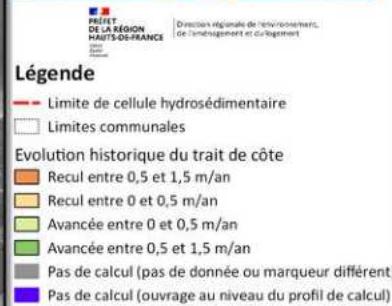 PRÉFET
DE LA RÉGION
HAUTS-DE-FRANCE
Direction régionale de l'environnement,
de l'aménagement et du logement
Légende
Limite de cellule hydrosédimentaire
Limites communales
Evolution historique du trait de côte
Recul entre 0,5 et 1,5 m/an
Recul entre 0 et 0,5 m/an
Avancée entre 0 et 0,5 m/an
Avancée entre 0,5 et 1,5 m/an
Pas de calcul (pas de donnée ou marqueur différent
Pas de calcul (ouvrage au niveau du profil de calcul)